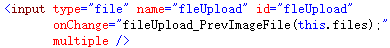 <input type="file" name="fleUpload" id="fleUpload"
onChange="fileUpload_PrevImageFile(this.files);"
multiple />